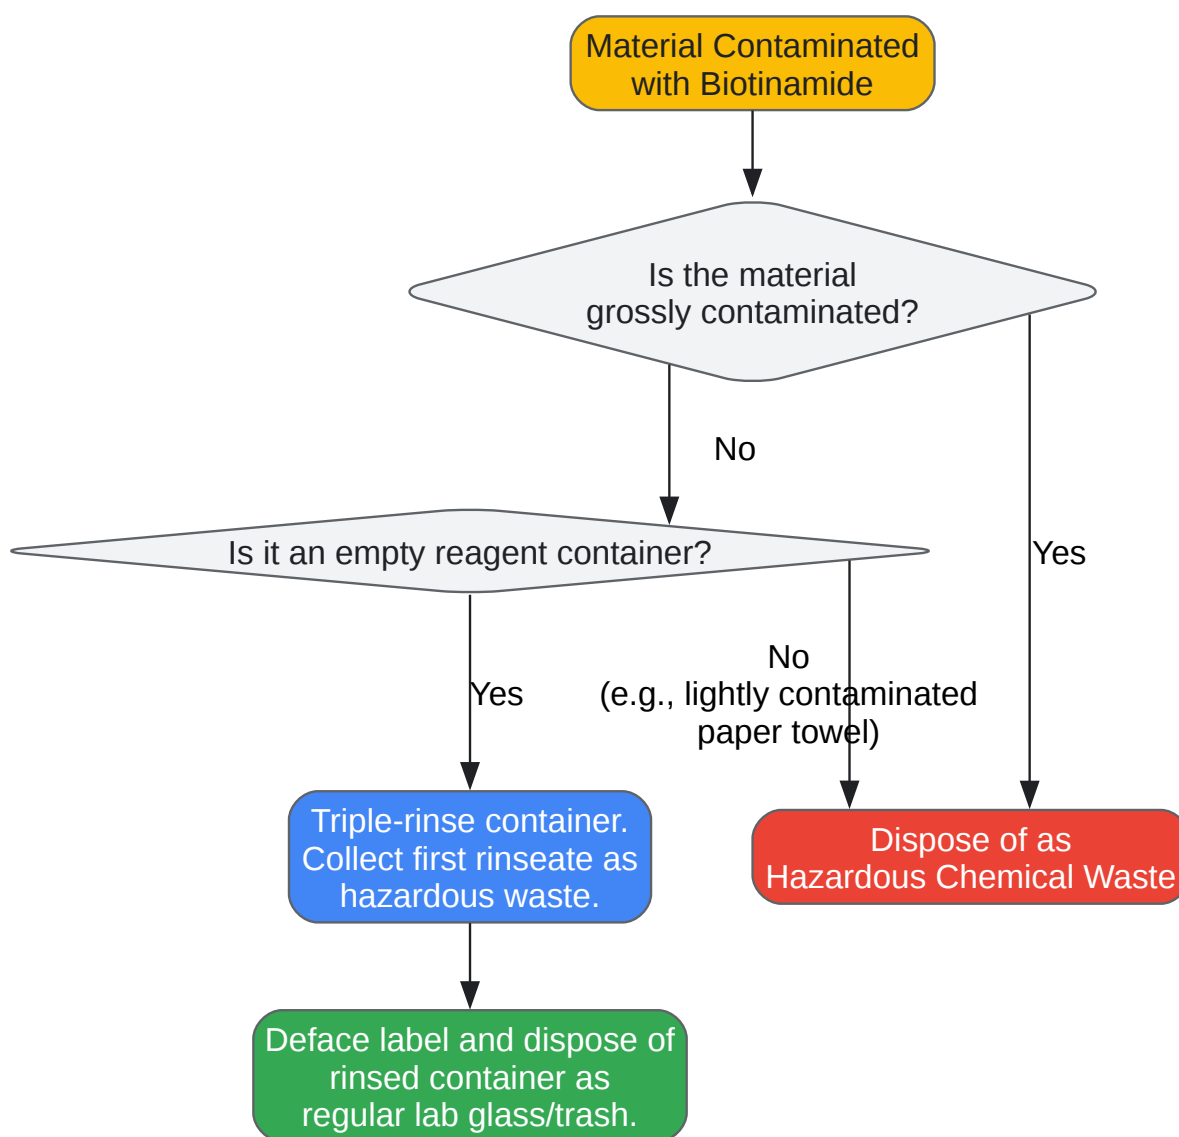 Material Contaminated
with Biotinamide
Is the material
grossly contaminated?
No
Is it an empty reagent container?
Yes
No
(e.g., lightly contaminated
paper towel)
Yes
Triple-rinse container.
Collect first rinseate as
hazardous waste.
Dispose of as
Hazardous Chemical Waste
Deface label and dispose of
rinsed container as
regular lab glass/trash.